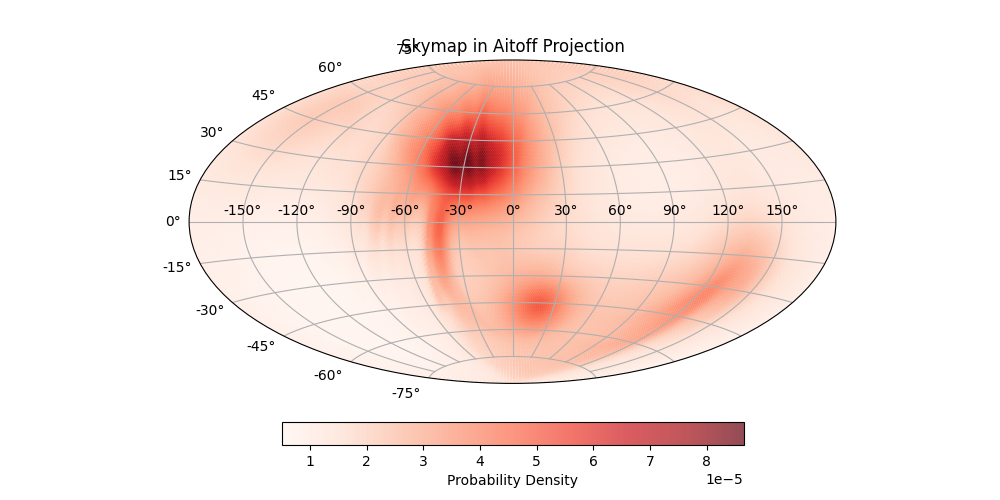 Skymap in Aitoff Projection
75°
60°
45°
30°
15°
0°
-15°
-30°
-45°
-60°
-75°
-150° -120° -90° -60° -30° 0° 30° 60° 90° 120° 150°
1 2 3 4 5 6 7 8
1e−5
Probability Density